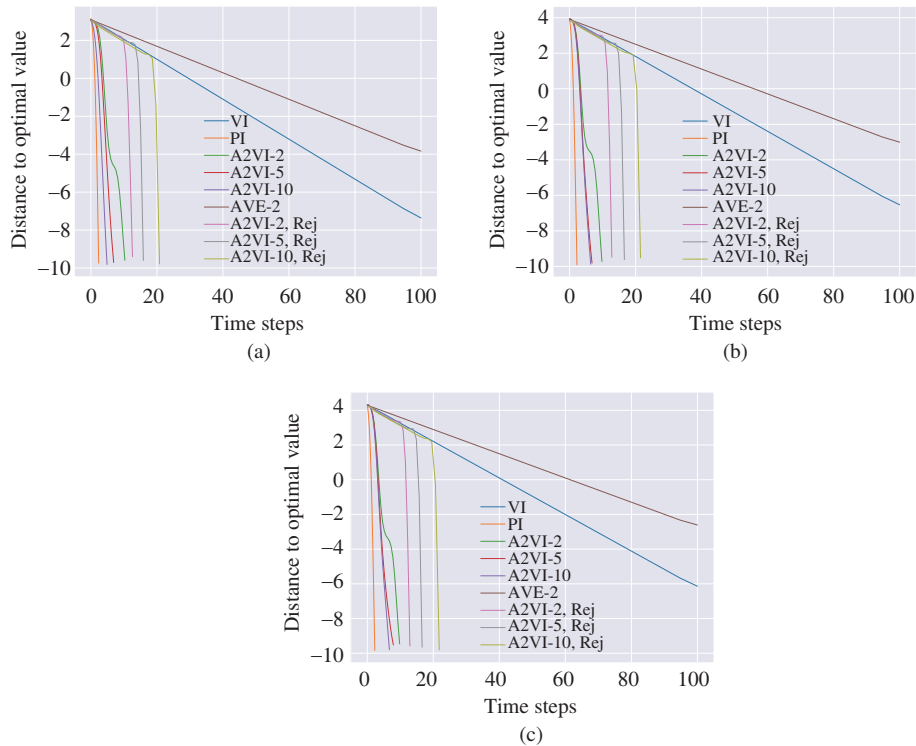 Distance to optimal value
2
0
−2
−4
−6
−8
−10
VI
PI
A2VI-2
A2VI-5
A2VI-10
AVE-2
A2VI-2, Rej
A2VI-5, Rej
A2VI-10, Rej
0 20 40 60 80 100
Time steps
(a)
Distance to optimal value
4
2
0
−2
−4
−6
−8
−10
VI
PI
A2VI-2
A2VI-5
A2VI-10
AVE-2
A2VI-2, Rej
A2VI-5, Rej
A2VI-10, Rej
0 20 40 60 80 100
Time steps
(b)
Distance to optimal value
4
2
0
−2
−4
−6
−8
−10
VI
PI
A2VI-2
A2VI-5
A2VI-10
AVE-2
A2VI-2, Rej
A2VI-5, Rej
A2VI-10, Rej
0 20 40 60 80 100
Time steps
(c)